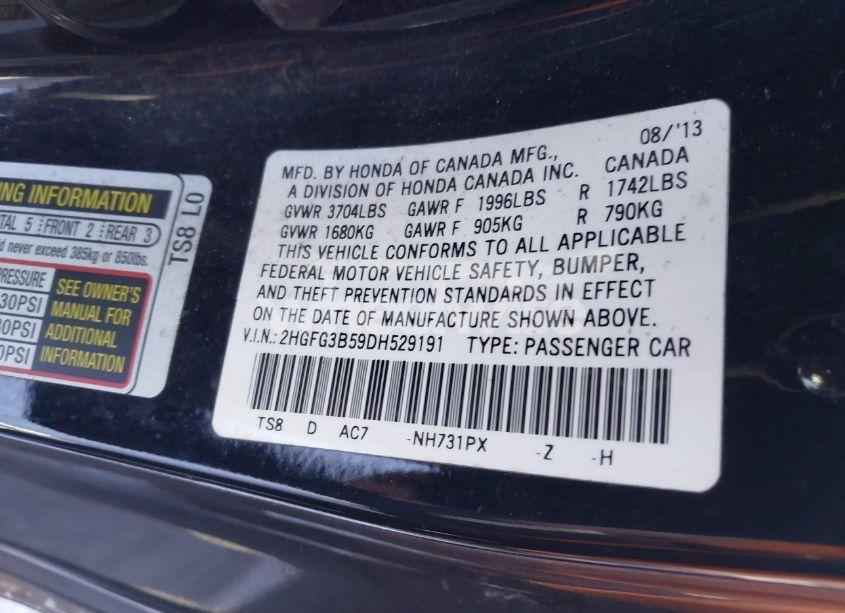 NG INFORMATION
TAL 5 FRONT 2 REAR 3
d never exceed 385kg or 850lbs.
PRESSURE
30PSI
30PSI
0PSI
SEE OWNER'S
MANUAL FOR
ADDITIONAL
INFORMATION
TS8 L0
08/'13
MFD. BY HONDA OF CANADA MFG.,
A DIVISION OF HONDA CANADA INC. CANADA
GVWR 3704LBS GAWR F 1996LBS R 1742LBS
GVWR 1680KG GAWR F 905KG R 790KG
THIS VEHICLE CONFORMS TO ALL APPLICABLE
FEDERAL MOTOR VEHICLE SAFETY, BUMPER,
AND THEFT PREVENTION STANDARDS IN EFFECT
ON THE DATE OF MANUFACTURE SHOWN ABOVE.
V.I.N.: 2HGFG3B59DH529191 TYPE: PASSENGER CAR
TS8 D AC7 -NH731PX -Z -H